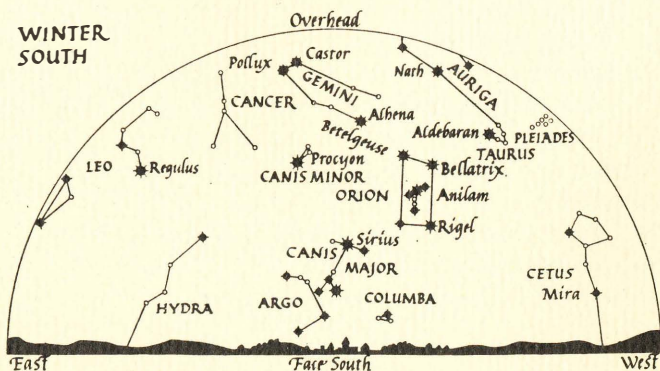 WINTER
SOUTH
Overhead
Castor
Pollux
GEMINI
Nath
AURIGA
CANCER
Alhena
Betelgeuse
Aldebaran
PLEIADES
TAURUS
LEO
Regulus
Procyon
CANIS MINOR
Bellatrix
ORION
Anilam
Rigel
Sirius
CANIS
MAJOR
CETUS
Mira
HYDRA
ARGO
COLUMBA
East
Face South
West